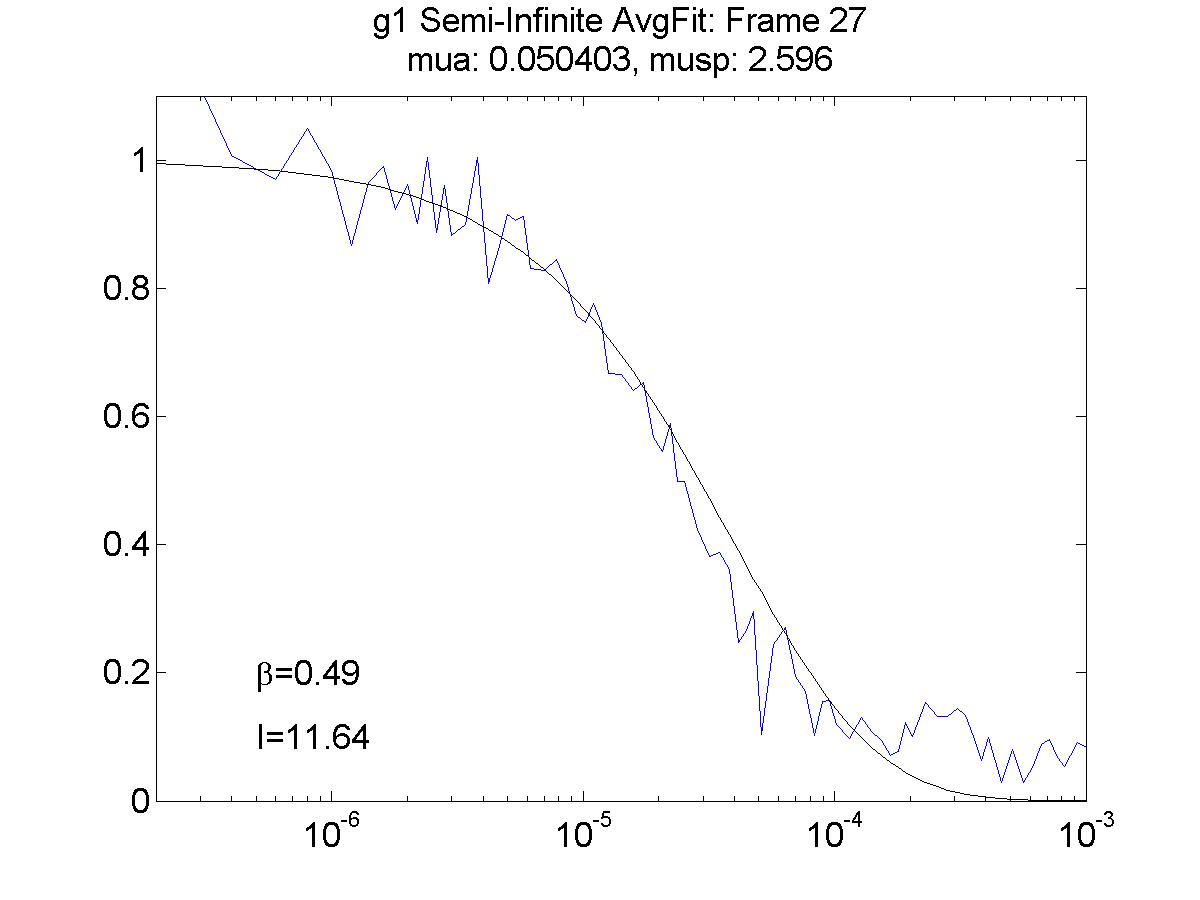 g1 Semi-Infinite AvgFit: Frame 27
mua: 0.050403, musp: 2.596
1
0.8
0.6
0.4
0.2
0
β=0.49
I=11.64
10^-6
10^-5
10^-4
10^-3